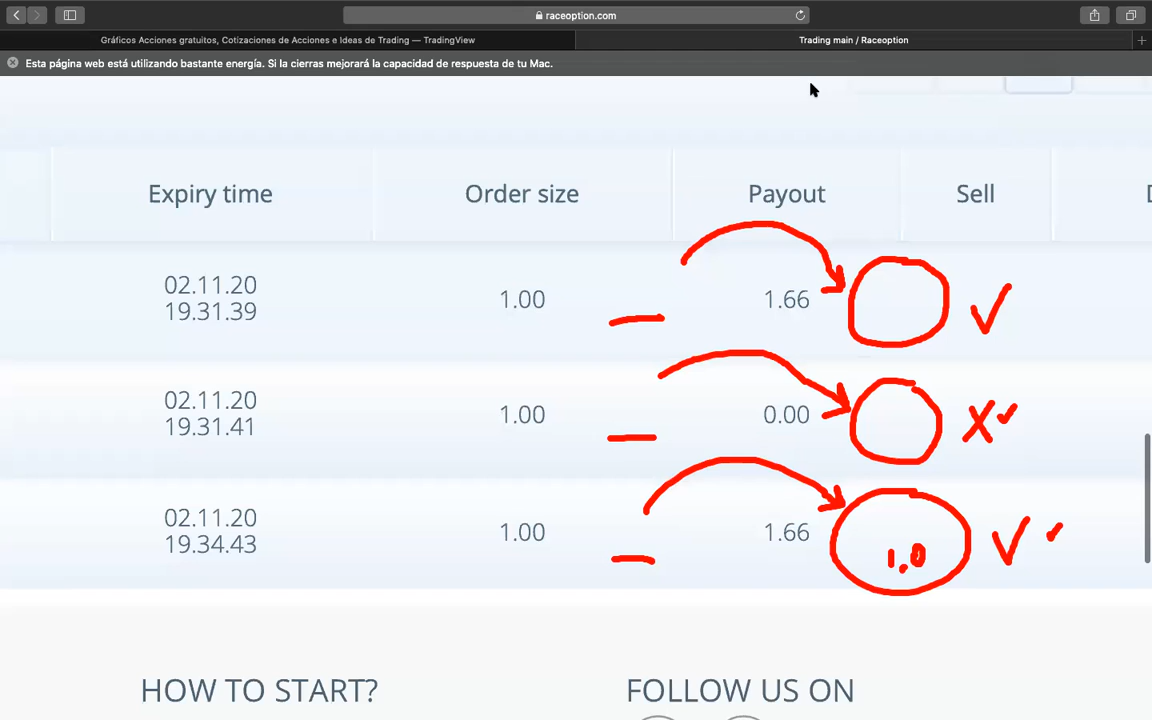 raceoption.com
Gráficos Acciones gratuitos, Cotizaciones de Acciones e Ideas de Trading — TradingView
Trading main / Raceoption
Esta página web está utilizando bastante energía. Si la cierras mejorará la capacidad de respuesta de tu Mac.
Expiry time Order size Payout Sell D
02.11.20
19.31.39 1.00 1.66
02.11.20
19.31.41 1.00 0.00
02.11.20
19.34.43 1.00 1.66
1,0
HOW TO START? FOLLOW US ON